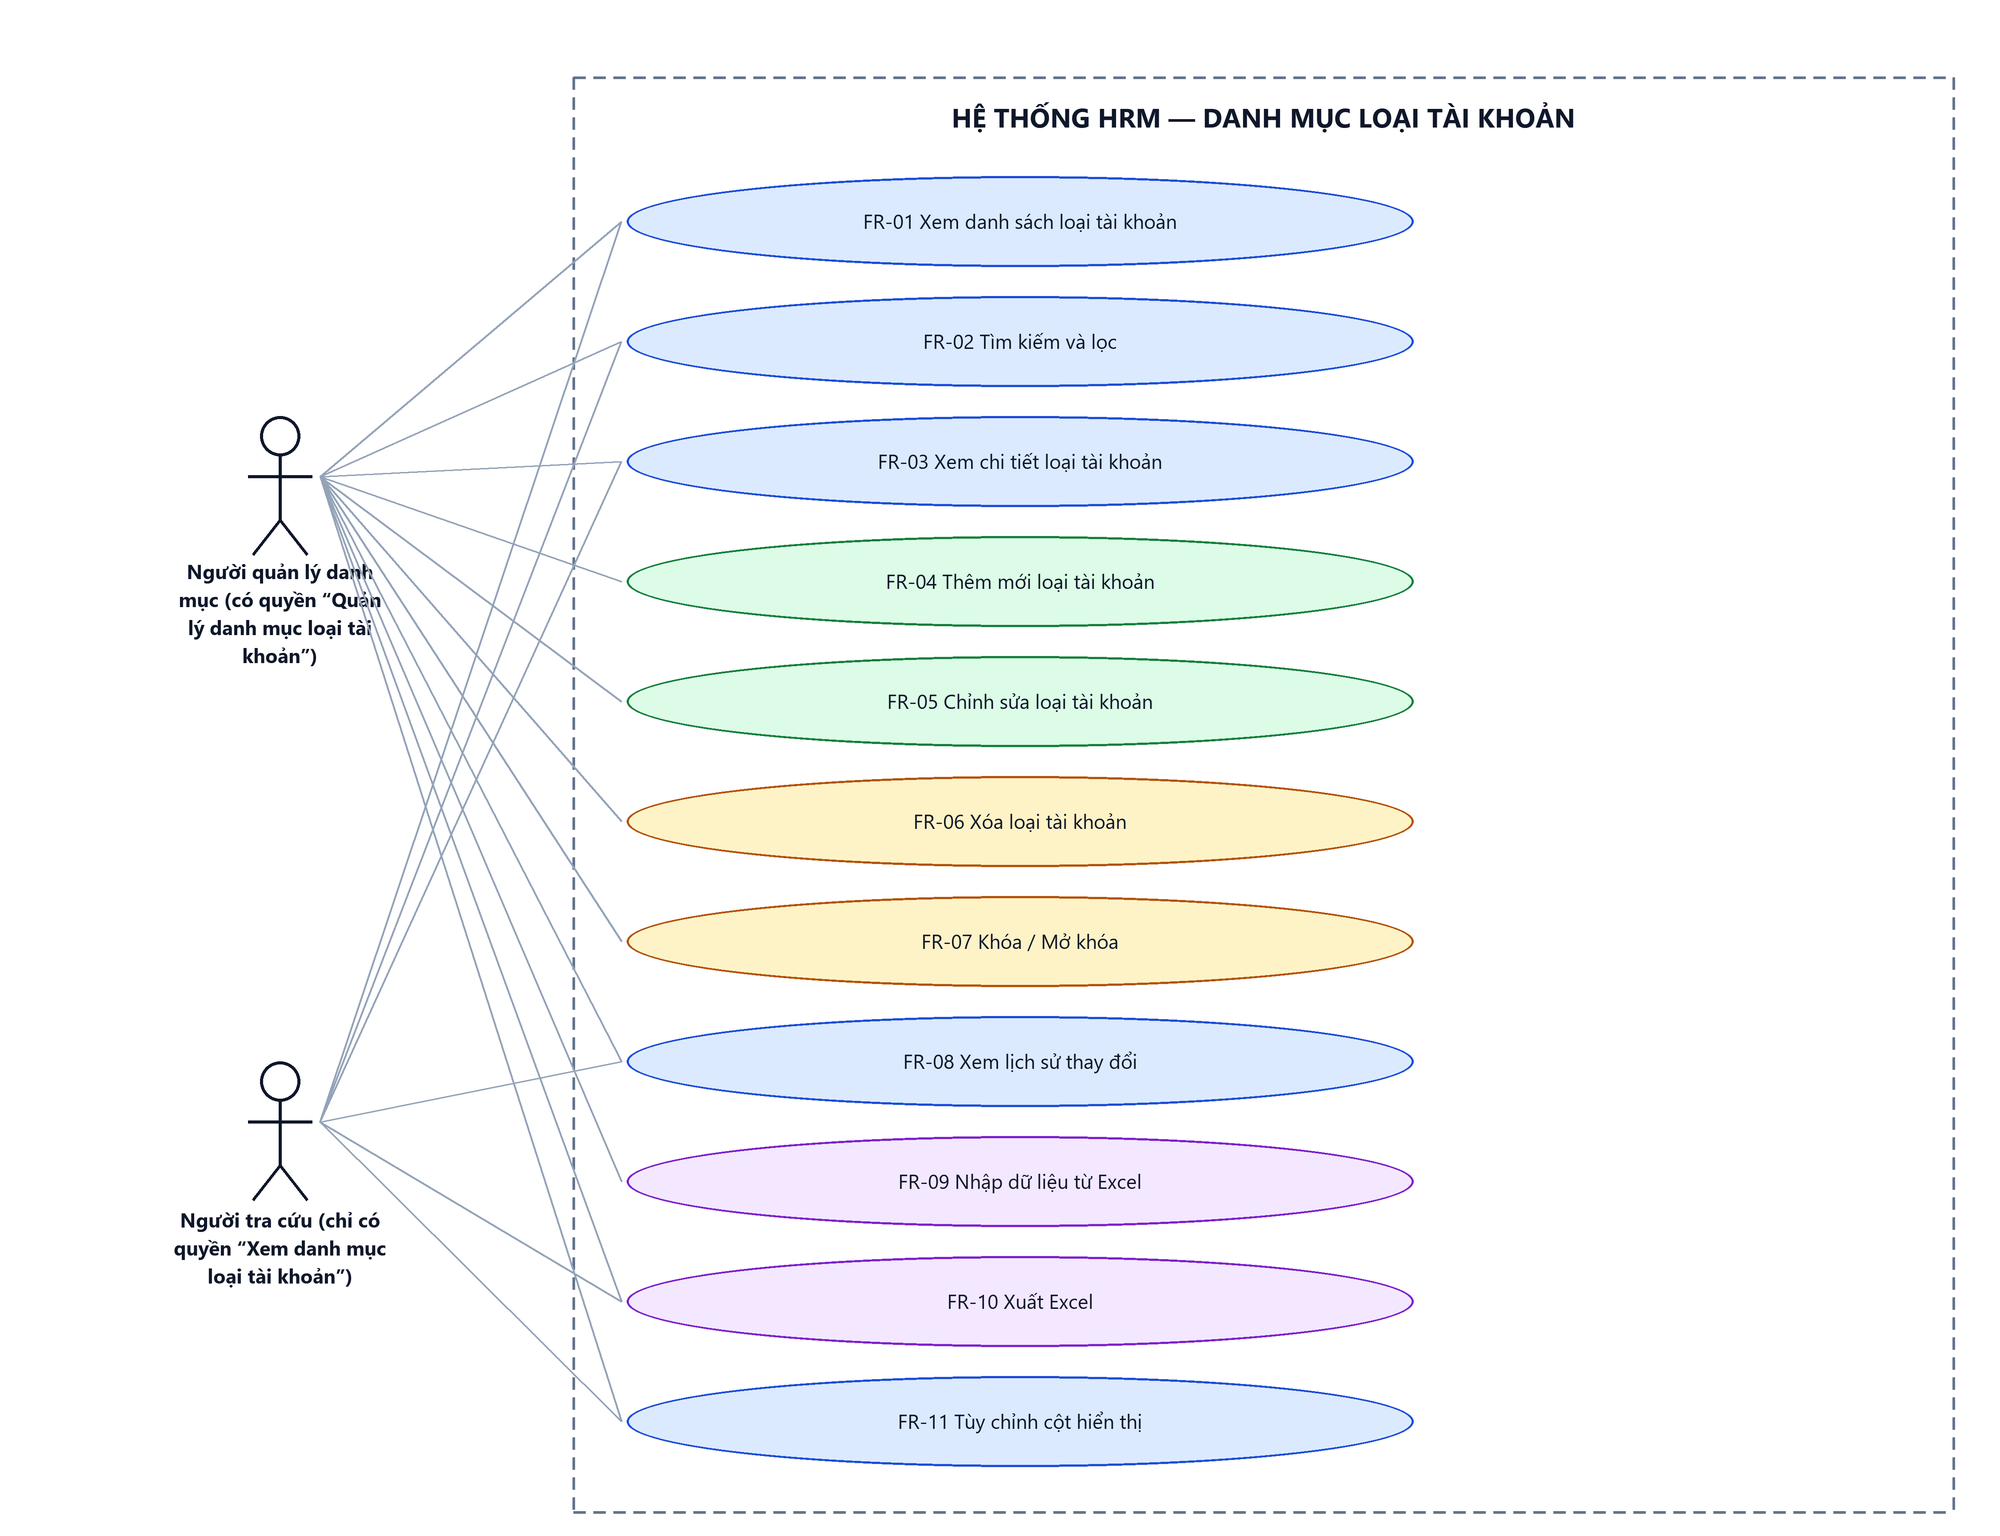 HỆ THỐNG HRM — DANH MỤC LOẠI TÀI KHOẢN
FR-01 Xem danh sách loại tài khoản
FR-02 Tìm kiếm và lọc
FR-03 Xem chi tiết loại tài khoản
FR-04 Thêm mới loại tài khoản
FR-05 Chỉnh sửa loại tài khoản
FR-06 Xóa loại tài khoản
FR-07 Khóa / Mở khóa
FR-08 Xem lịch sử thay đổi
FR-09 Nhập dữ liệu từ Excel
FR-10 Xuất Excel
FR-11 Tùy chỉnh cột hiển thị
Người quản lý danh
mục (có quyền “Quản
lý danh mục loại tài
khoản”)
Người tra cứu (chỉ có
quyền “Xem danh mục
loại tài khoản”)